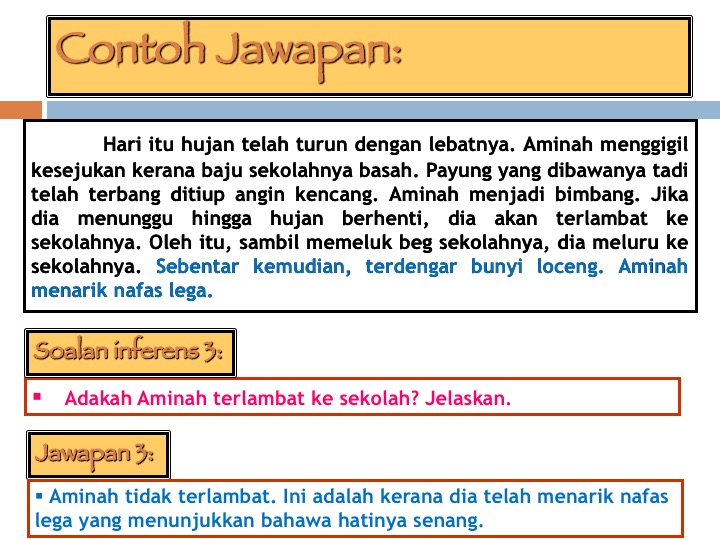 Contoh Jawapan:
Hari itu hujan telah turun dengan lebatnya. Aminah menggigil
kesejukan kerana baju sekolahnya basah. Payung yang dibawanya tadi
telah terbang ditiup angin kencang. Aminah menjadi bimbang. Jika
dia menunggu hingga hujan berhenti, dia akan terlambat ke
sekolahnya. Oleh itu, sambil memeluk beg sekolahnya, dia meluru ke
sekolahnya. Sebentar kemudian, terdengar bunyi loceng. Aminah
menarik nafas lega.
Soalan inferens 3:
▪ Adakah Aminah terlambat ke sekolah? Jelaskan.
Jawapan 3:
▪ Aminah tidak terlambat. Ini adalah kerana dia telah menarik nafas
lega yang menunjukkan bahawa hatinya senang.